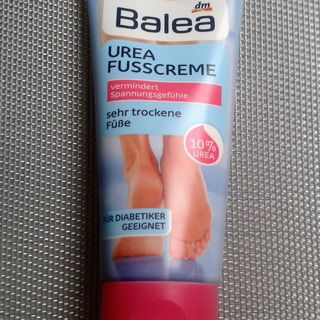 dm
Balea
UREA
FUSSCREME
vermindert
Spannungsgefühle
sehr trockene
Füße
10%
UREA
FÜR DIABETIKER
GEEIGNET